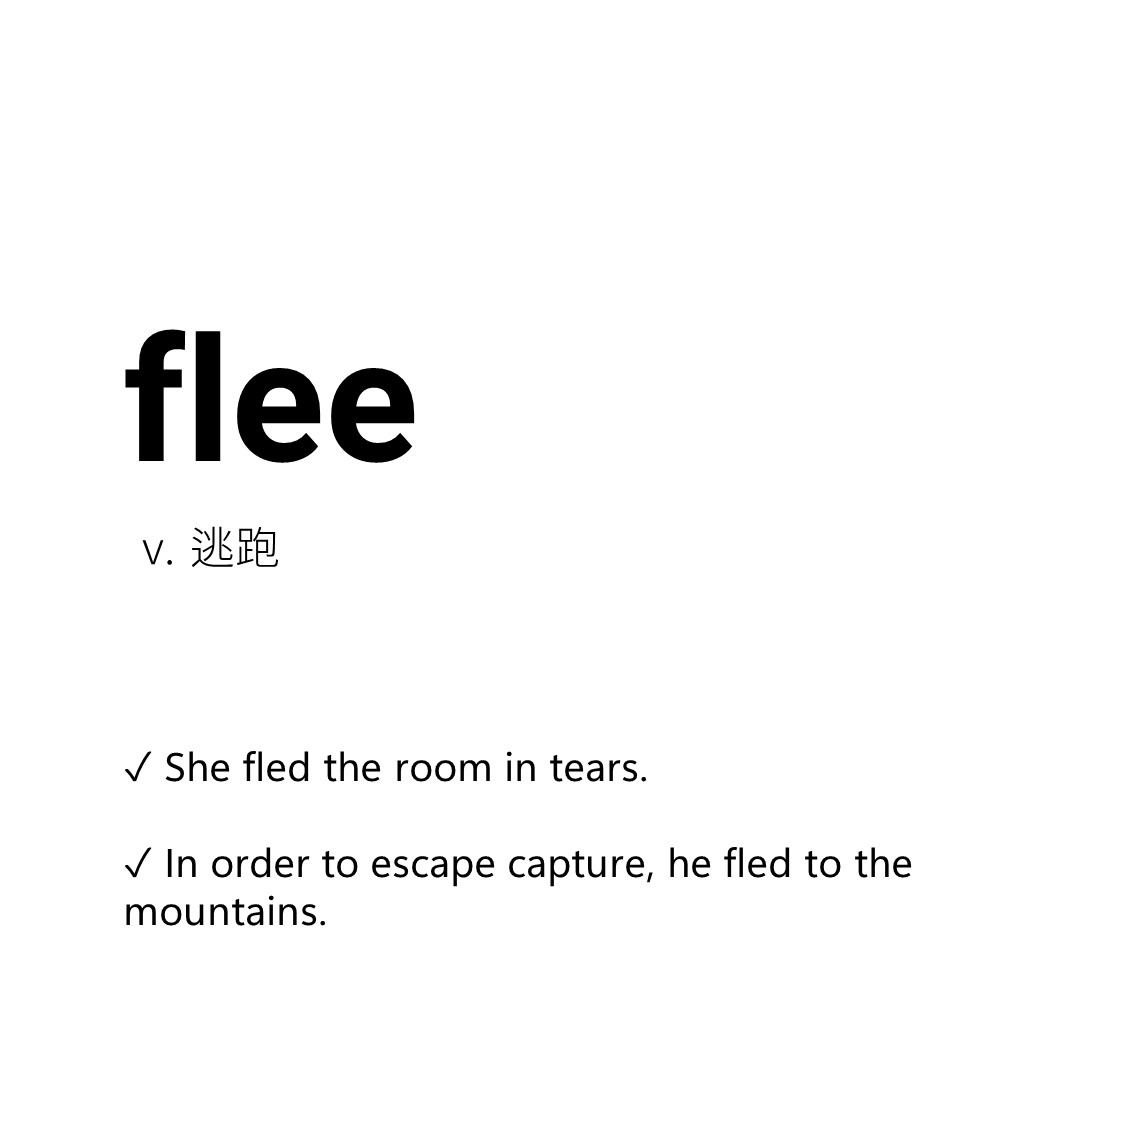 flee
v. 逃跑
✓ She fled the room in tears.
✓ In order to escape capture, he fled to the
mountains.